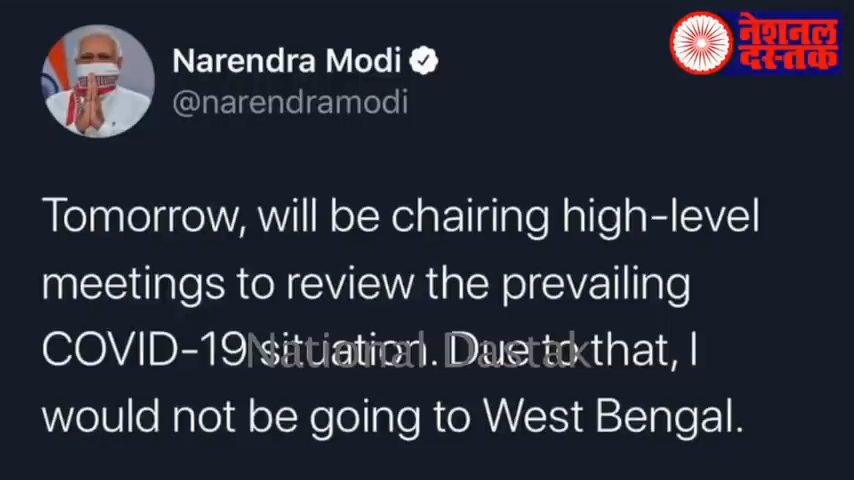 Narendra Modi
@narendramodi
नेशनल
दस्तक
Tomorrow, will be chairing high-level
meetings to review the prevailing
COVID-19 situation. Due to that, I
National Dastak
would not be going to West Bengal.